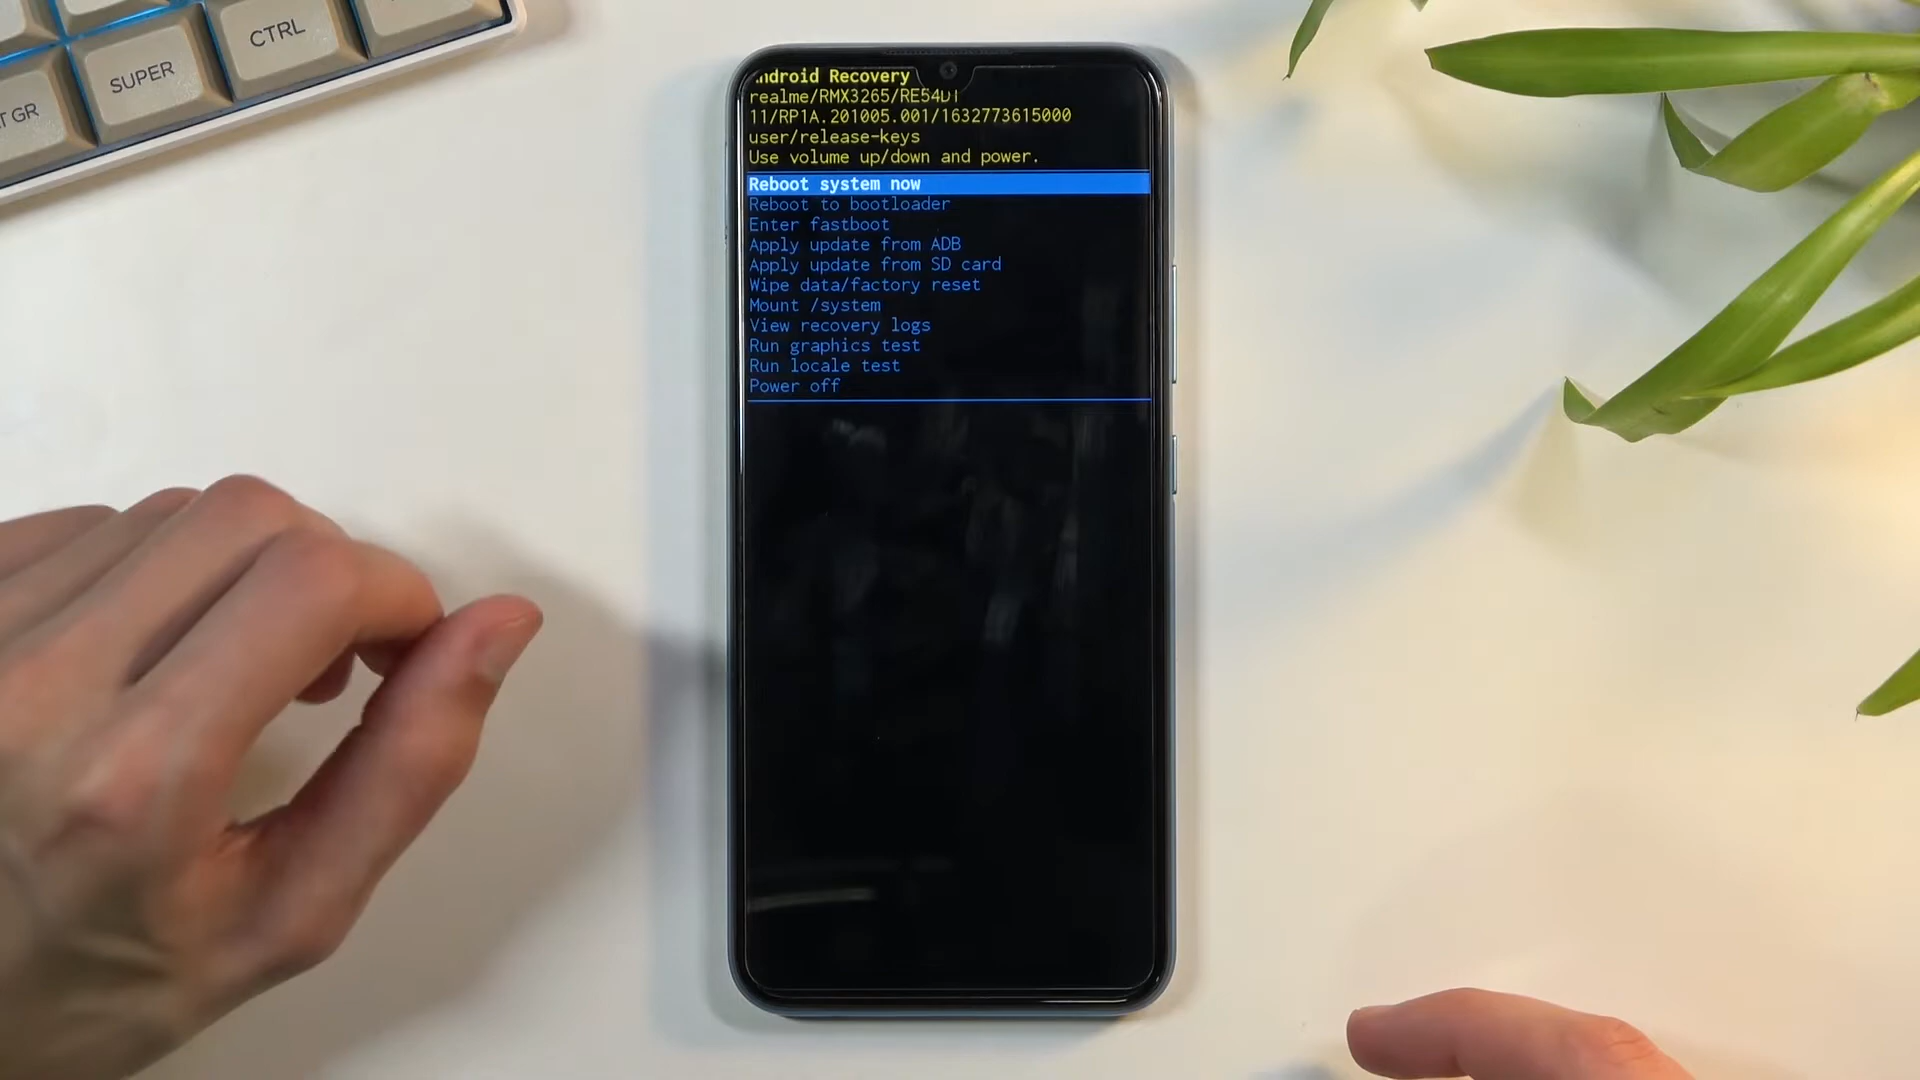 CTRL
SUPER
T GR
ndroid Recovery
realme/RMX3265/RE54D1
11/RP1A.201005.001/1632773615000
user/release-keys
Use volume up/down and power.
Reboot system now
Reboot to bootloader
Enter fastboot
Apply update from ADB
Apply update from SD card
Wipe data/factory reset
Mount /system
View recovery logs
Run graphics test
Run locale test
Power off